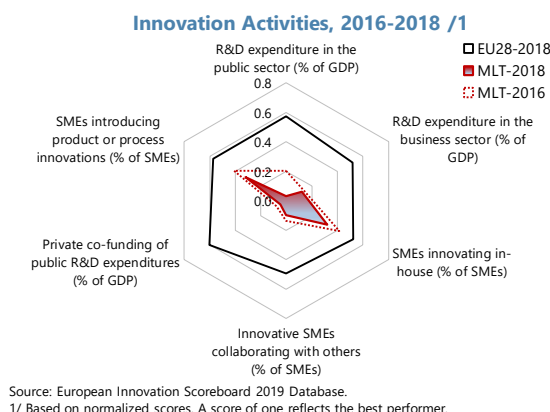 Innovation Activities, 2016-2018 /1
R&D expenditure in the
public sector (% of GDP)
EU28-2018
MLT-2018
MLT-2016
0.8
0.6
0.4
0.2
0.0
SMEs introducing
product or process
innovations (% of SMEs)
R&D expenditure in the
business sector (% of
GDP)
Private co-funding of
public R&D expenditures
(% of GDP)
SMEs innovating in-
house (% of SMEs)
Innovative SMEs
collaborating with others
(% of SMEs)
Source: European Innovation Scoreboard 2019 Database.
1/ Based on normalized scores. A score of one reflects the best performer.